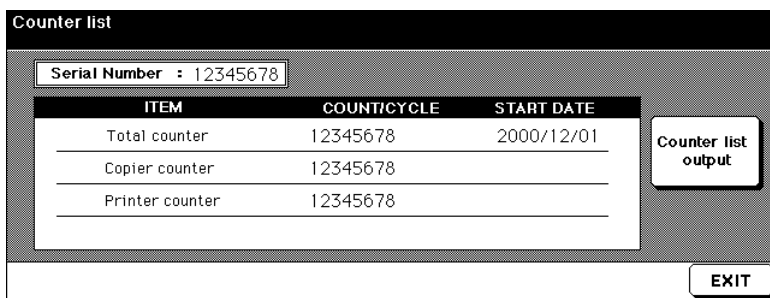 Counter list
Serial Number : 12345678
ITEM COUNT/CYCLE START DATE
Total counter 12345678 2000/12/01
Copier counter 12345678
Printer counter 12345678
Counter list
output
EXIT